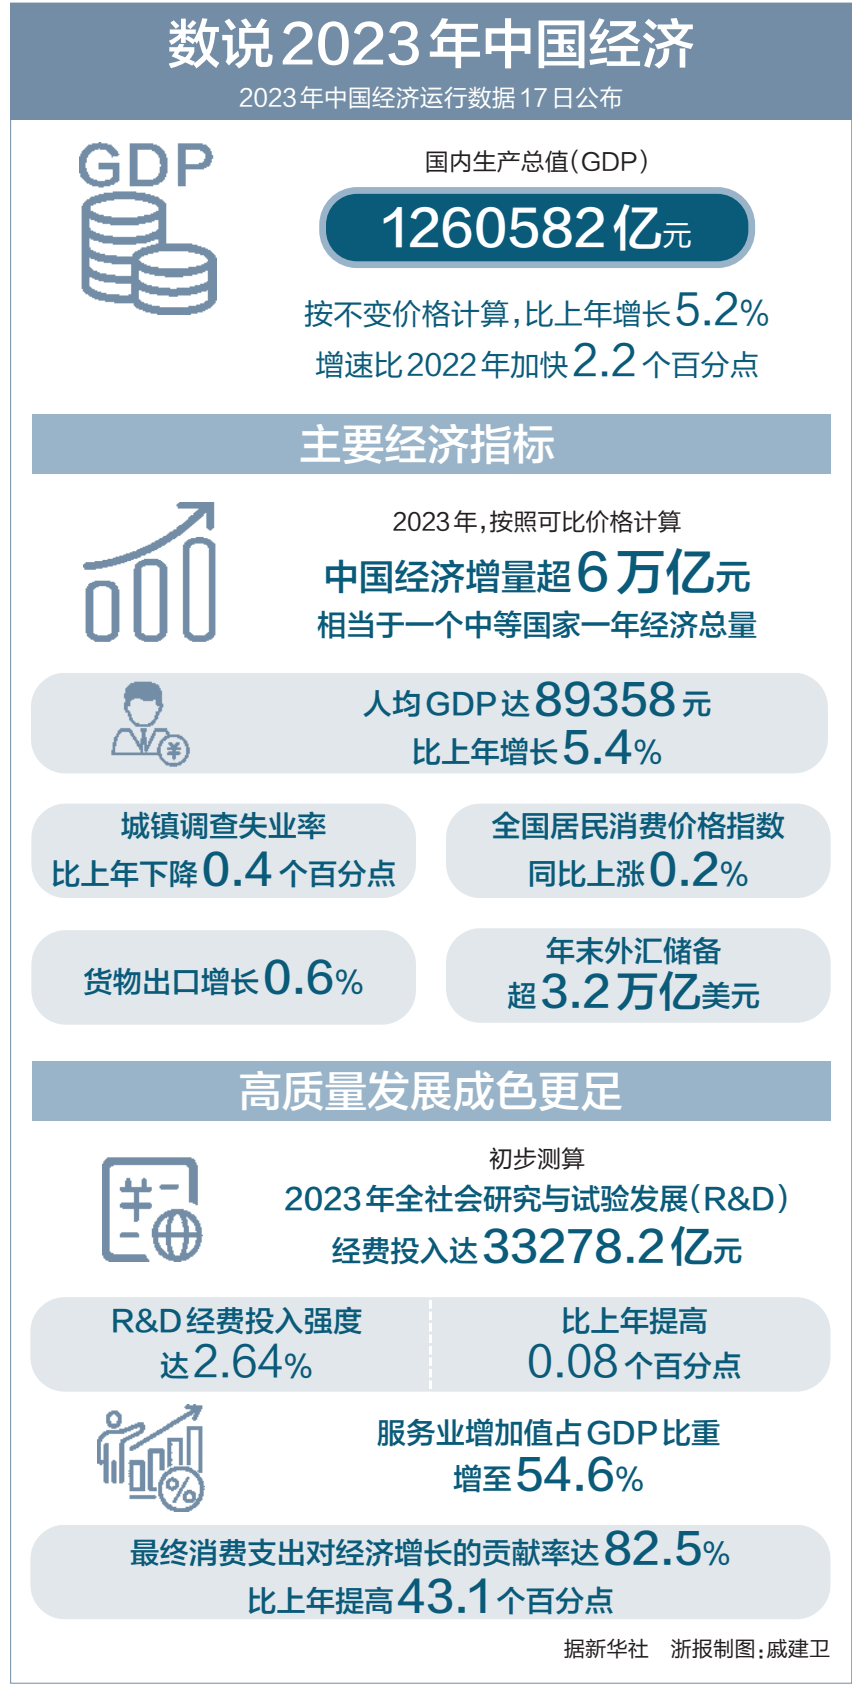 数说2023年中国经济
2023年中国经济运行数据17日公布
GDP
国内生产总值(GDP)
1260582亿元
按不变价格计算,比上年增长5.2%
增速比2022年加快2.2个百分点
主要经济指标
2023年,按照可比价格计算
中国经济增量超6万亿元
相当于一个中等国家一年经济总量
人均GDP达89358元
¥
比上年增长5.4%
城镇调查失业率
比上年下降0.4个百分点
全国居民消费价格指数
同比上涨0.2%
货物出口增长0.6%
年末外汇储备
超3.2万亿美元
高质量发展成色更足
初步测算
¥
2023年全社会研究与试验发展(R&D)
经费投入达33278.2亿元
R&D经费投入强度
达2.64%
比上年提高
0.08个百分点
服务业增加值占GDP比重
增至54.6%
%
最终消费支出对经济增长的贡献率达82.5%
比上年提高43.1个百分点
据新华社 浙报制图:戚建卫